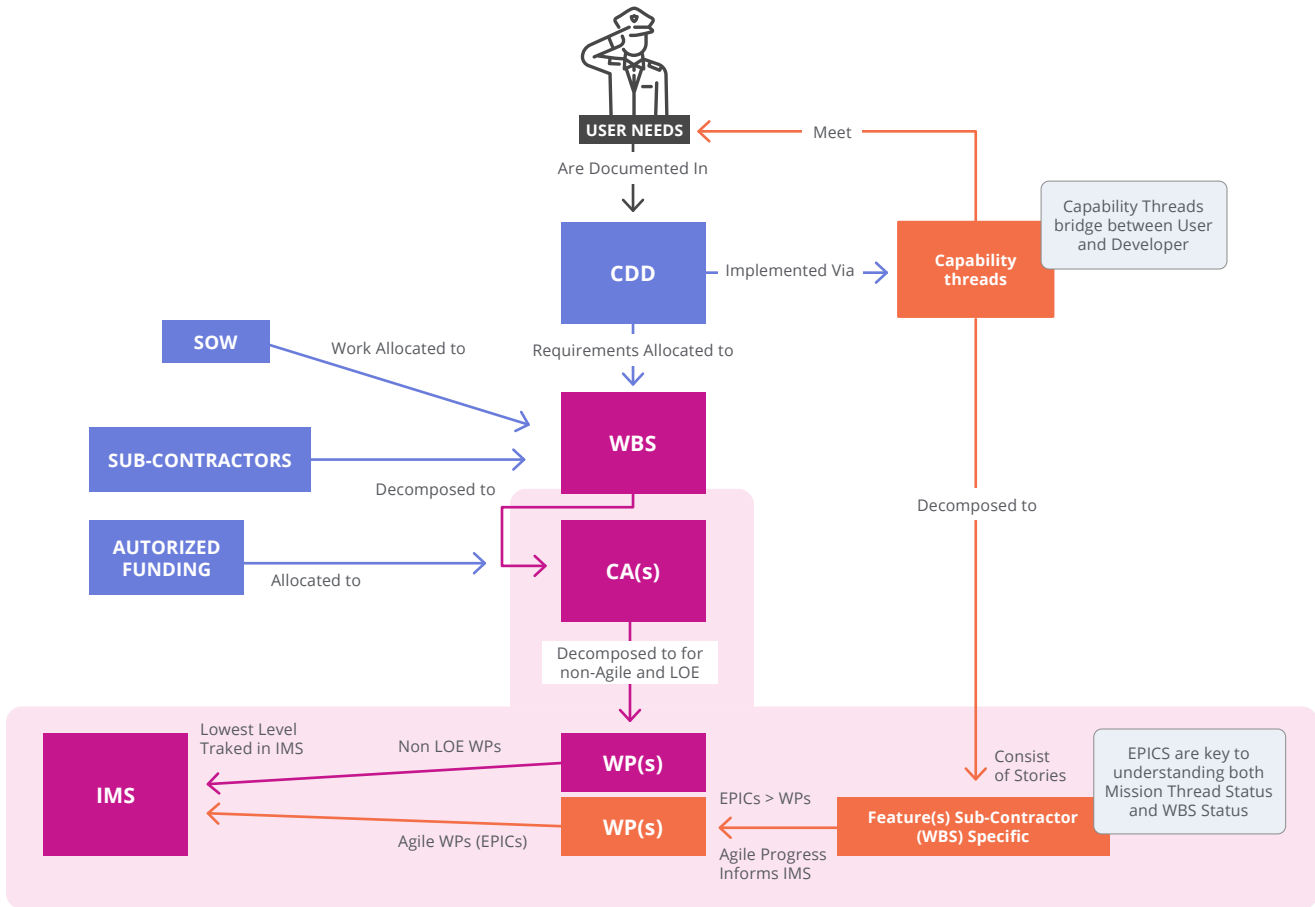 USER NEEDS
Meet
Are Documented In
Capability Threads
bridge between User
and Developer
CDD
Implemented Via
Capability
threads
SOW
Work Allocated to
Requirements Allocated to
WBS
SUB-CONTRACTORS
Decomposed to
Decomposed to
AUTORIZED
FUNDING
Allocated to
CA(s)
Decomposed to for
non-Agile and LOE
Lowest Level
Traked in IMS
Non LOE WPs
WP(s)
Consist
of Stories
EPICS are key to
understanding both
Mission Thread Status
and WBS Status
IMS
EPICs > WPs
WP(s)
Feature(s) Sub-Contractor
(WBS) Specific
Agile WPs (EPICs)
Agile Progress
Informs IMS